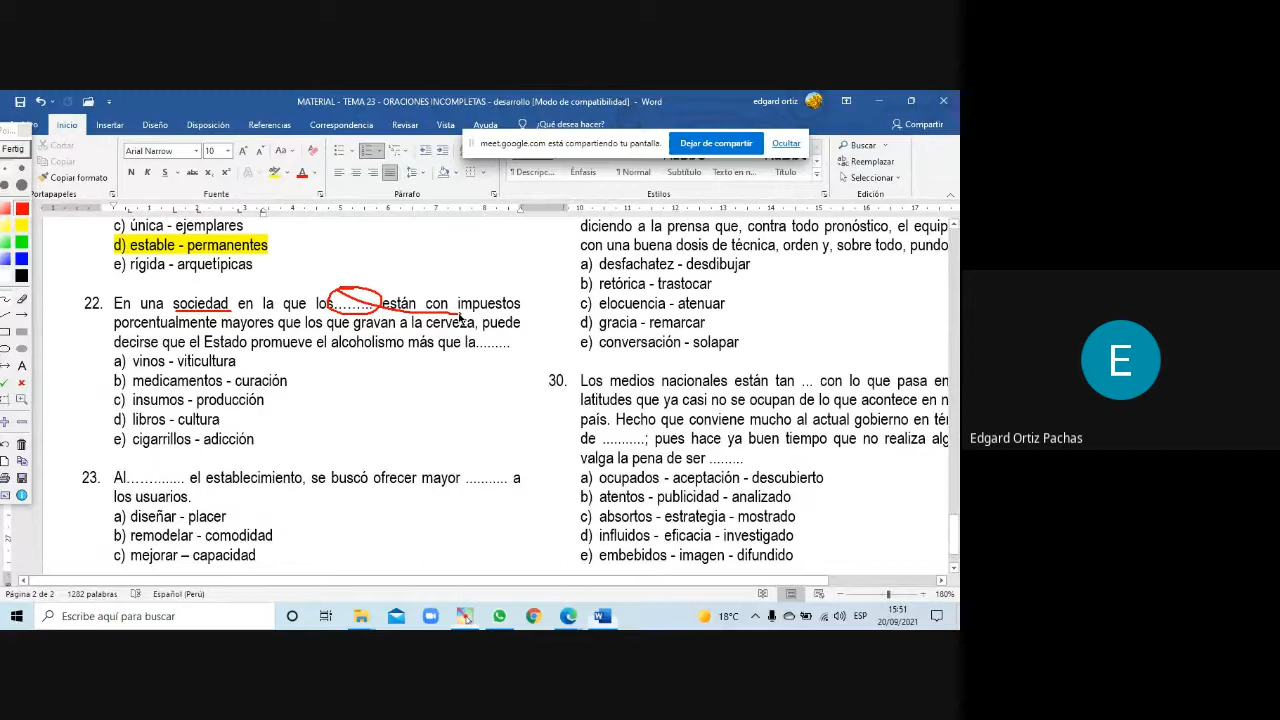 MATERIAL - TEMA 23 - ORACIONES INCOMPLETAS - desarrollo [Modo de compatibilidad] - Word
edgard ortiz
Inicio Insertar Diseño Disposición Referencias Correspondencia Revisar Vista Ayuda ¿Qué desea hacer? Compartir
meet.google.com está compartiendo tu pantalla. Dejar de compartir Ocultar
Fertig
Cortar
Copiar
Copiar formato
Portapapeles
Arial Narrow 10
N K S
Fuente
Párrafo
¶ Descripc... Énfasis ¶ Normal Subtítulo Texto en n... Título
Estilos
Buscar
Reemplazar
Seleccionar
Edición
c) única - ejemplares
d) estable - permanentes
e) rígida - arquetípicas
22. En una sociedad en la que los........ están con impuestos
porcentualmente mayores que los que gravan a la cerveza, puede
decirse que el Estado promueve el alcoholismo más que la.........
a) vinos - viticultura
b) medicamentos - curación
c) insumos - producción
d) libros - cultura
e) cigarrillos - adicción
23. Al............ el establecimiento, se buscó ofrecer mayor .......... a
los usuarios.
a) diseñar - placer
b) remodelar - comodidad
c) mejorar – capacidad
diciendo a la prensa que, contra todo pronóstico, el equip
con una buena dosis de técnica, orden y, sobre todo, pundo
a) desfachatez - desdibujar
b) retórica - trastocar
c) elocuencia - atenuar
d) gracia - remarcar
e) conversación - solapar
30. Los medios nacionales están tan ... con lo que pasa en
latitudes que ya casi no se ocupan de lo que acontece en n
país. Hecho que conviene mucho al actual gobierno en té
de ..........; pues hace ya buen tiempo que no realiza alg
valga la pena de ser .........
a) ocupados - aceptación - descubierto
b) atentos - publicidad - analizado
c) absortos - estrategia - mostrado
d) influidos - eficacia - investigado
e) embebidos - imagen - difundido
Página 2 de 2 1282 palabras Español (Perú) 180%
Escribe aquí para buscar
18°C ESP 15:51
20/09/2021
E
Edgard Ortiz Pachas